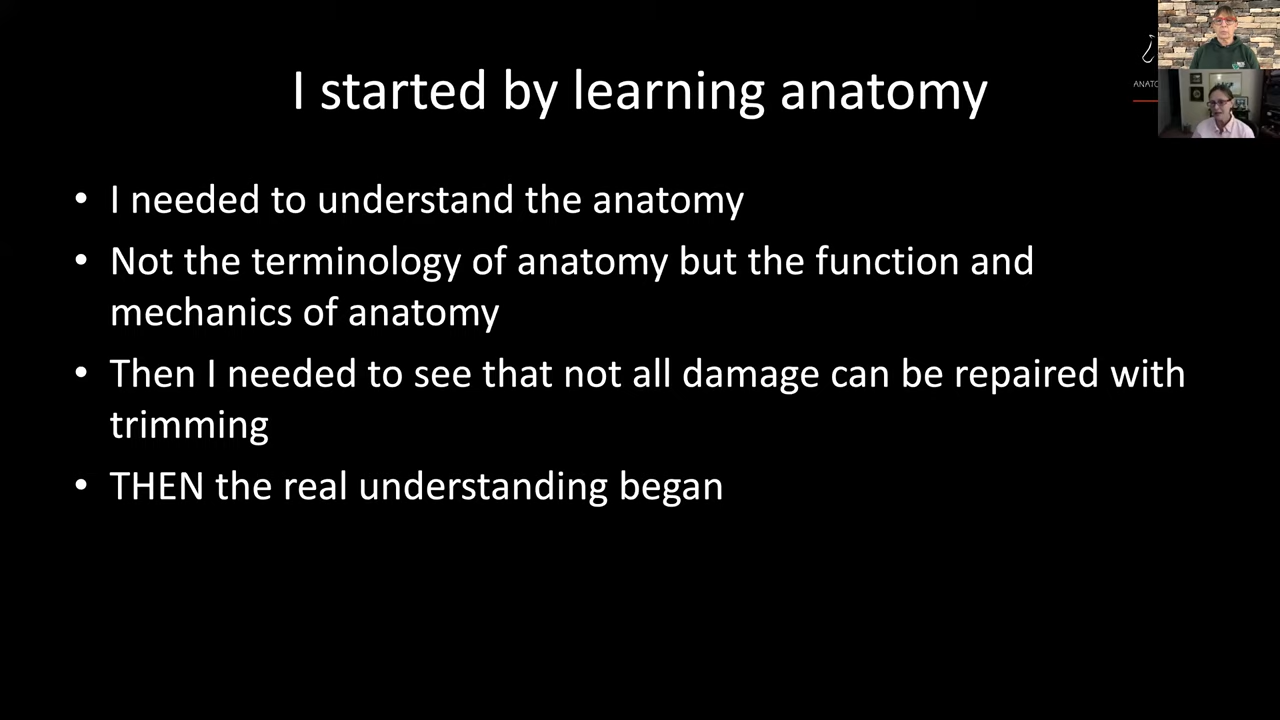 I started by learning anatomy
ANATO
• I needed to understand the anatomy
• Not the terminology of anatomy but the function and
mechanics of anatomy
• Then I needed to see that not all damage can be repaired with
trimming
• THEN the real understanding began